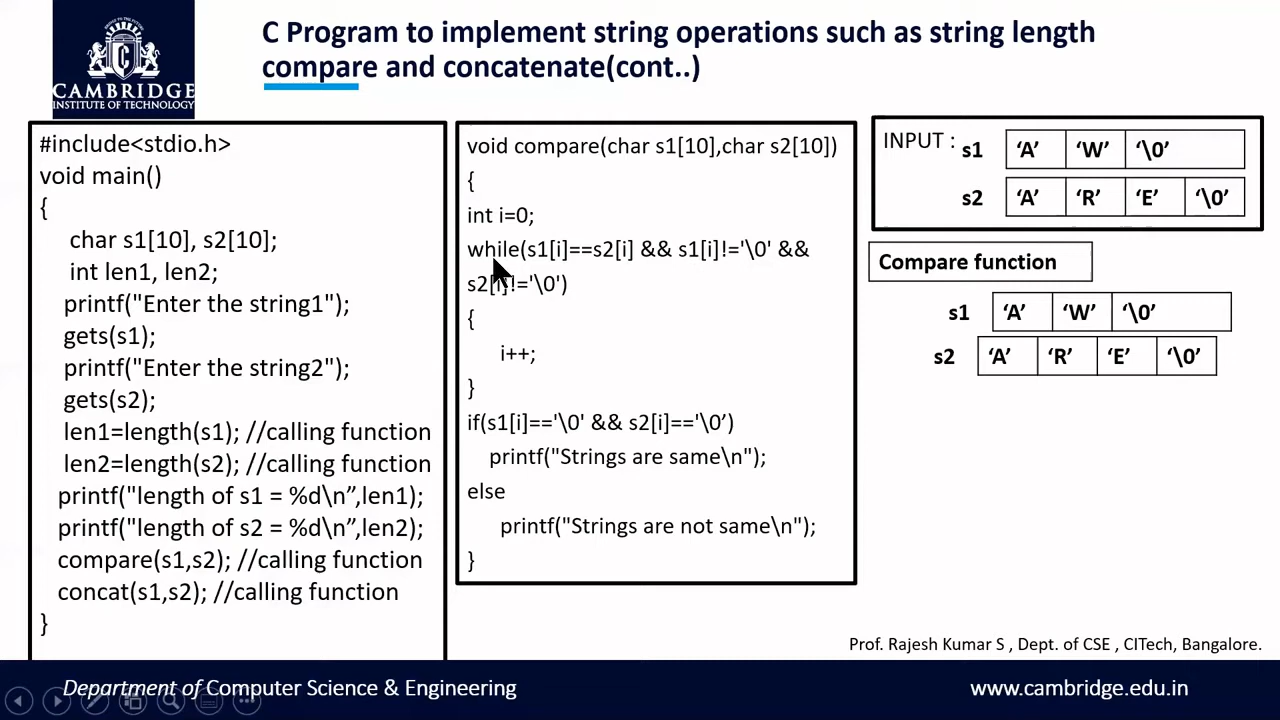 C Program to implement string operations such as string length
compare and concatenate(cont..)
CAMBRIDGE
INSTITUTE OF TECHNOLOGY
#include<stdio.h>
void main()
{
char s1[10], s2[10];
int len1, len2;
printf("Enter the string1");
gets(s1);
printf("Enter the string2");
gets(s2);
len1=length(s1); //calling function
len2=length(s2); //calling function
printf("length of s1 = %d\n”,len1);
printf("length of s2 = %d\n”,len2);
compare(s1,s2); //calling function
concat(s1,s2); //calling function
}
void compare(char s1[10],char s2[10])
{
int i=0;
while(s1[i]==s2[i] && s1[i]!='\0' &&
s2[i]!='\0')
{
i++;
}
if(s1[i]=='\0' && s2[i]=='\0’)
printf("Strings are same\n");
else
printf("Strings are not same\n");
}
INPUT : s1 ‘A’ ‘W’ ‘\0’
s2 ‘A’ ‘R’ ‘E’ ‘\0’
Compare function
s1 ‘A’ ‘W’ ‘\0’
s2 ‘A’ ‘R’ ‘E’ ‘\0’
Prof. Rajesh Kumar S , Dept. of CSE , CITech, Bangalore.
Department of Computer Science & Engineering
www.cambridge.edu.in